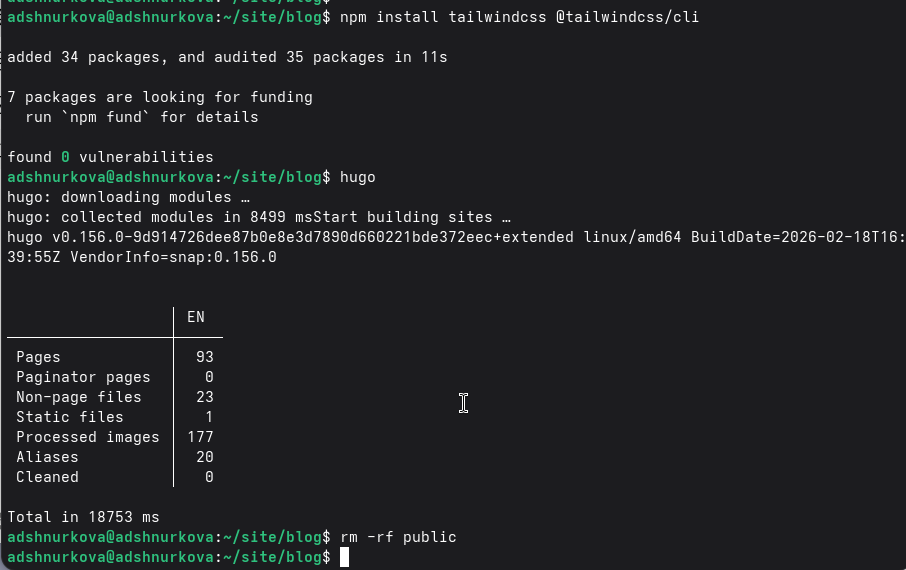 adshnurkova@adshnurkova:~/site/blog$ npm install tailwindcss @tailwindcss/cli
added 34 packages, and audited 35 packages in 11s
7 packages are looking for funding
  run `npm fund` for details
found 0 vulnerabilities
adshnurkova@adshnurkova:~/site/blog$ hugo
hugo: downloading modules …
hugo: collected modules in 8499 msStart building sites …
hugo v0.156.0-9d914726dee87b0e8e3d7890d660221bde372eec+extended linux/amd64 BuildDate=2026-02-18T16:
39:55Z VendorInfo=snap:0.156.0
EN
Pages 93
Paginator pages 0
Non-page files 23
Static files 1
Processed images 177
Aliases 20
Cleaned 0
Total in 18753 ms
adshnurkova@adshnurkova:~/site/blog$ rm -rf public
adshnurkova@adshnurkova:~/site/blog$